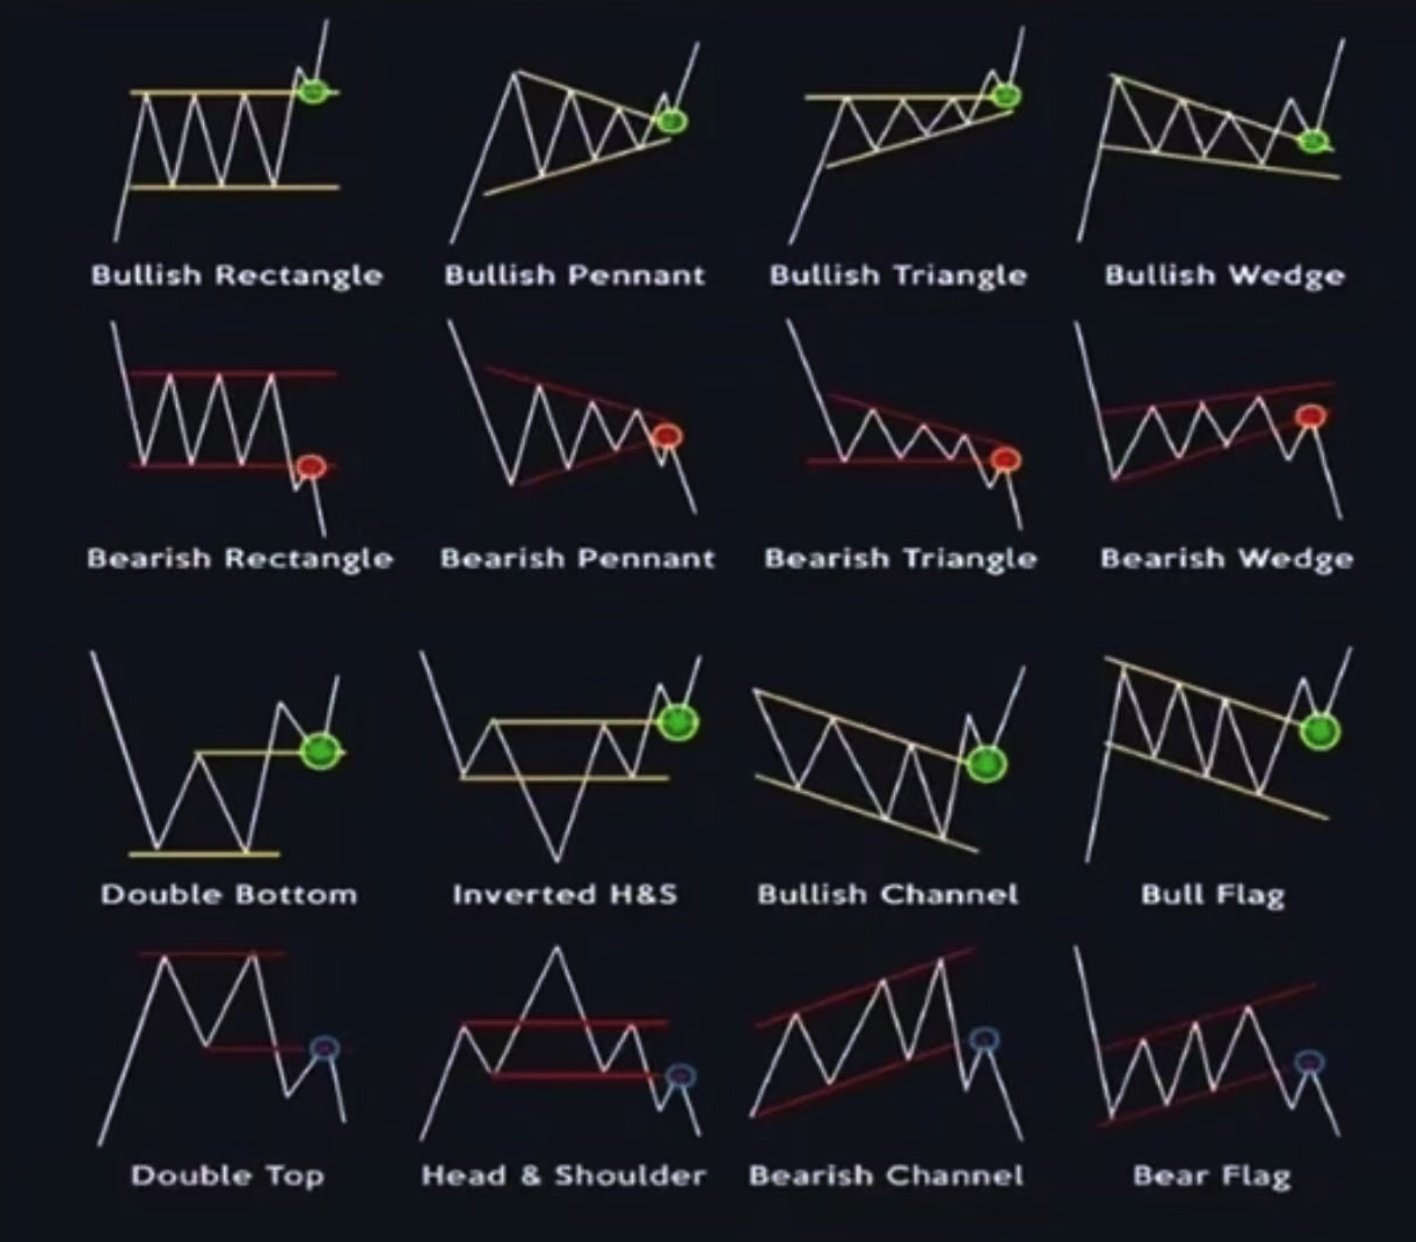 Bullish Rectangle
Bullish Pennant
Bullish Triangle
Bullish Wedge
Bearish Rectangle
Bearish Pennant
Bearish Triangle
Bearish Wedge
Double Bottom
Inverted H&S
Bullish Channel
Bull Flag
Double Top
Head & Shoulder
Bearish Channel
Bear Flag